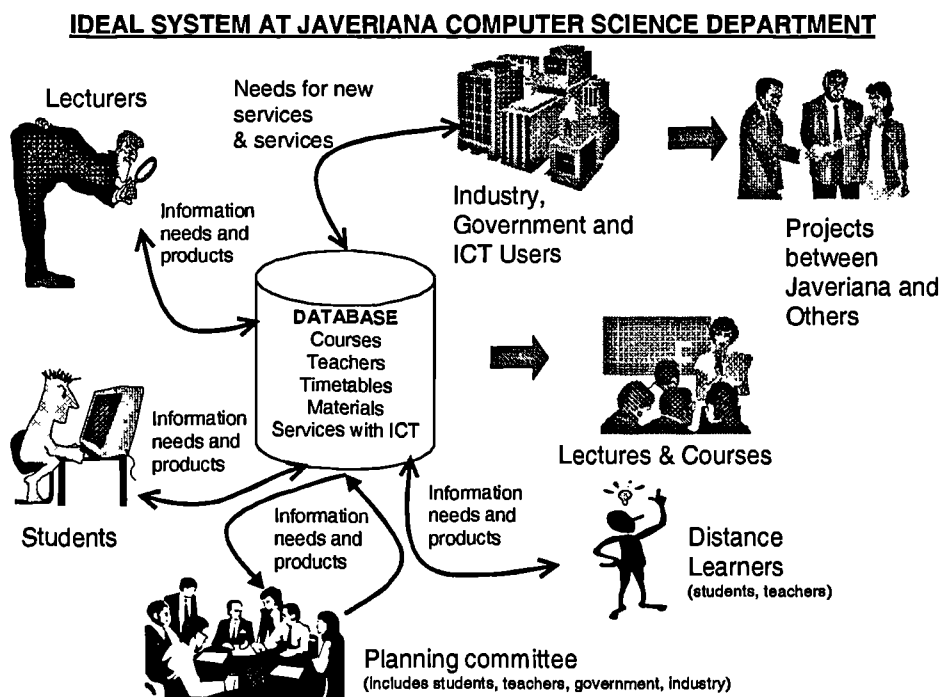 IDEAL SYSTEM AT JAVERIANA COMPUTER SCIENCE DEPARTMENT
Lecturers
Needs for new
services
& services
Industry,
Government and
ICT Users
Projects
between
Javeriana and
Others
Information
needs and
products
DATABASE
Courses
Teachers
Timetables
Materials
Services with ICT
Lectures & Courses
Information
needs and
products
Students
Information
needs and
products
Information
needs and
products
Distance
Learners
(students, teachers)
Planning committee
(includes students, teachers, government, industry)